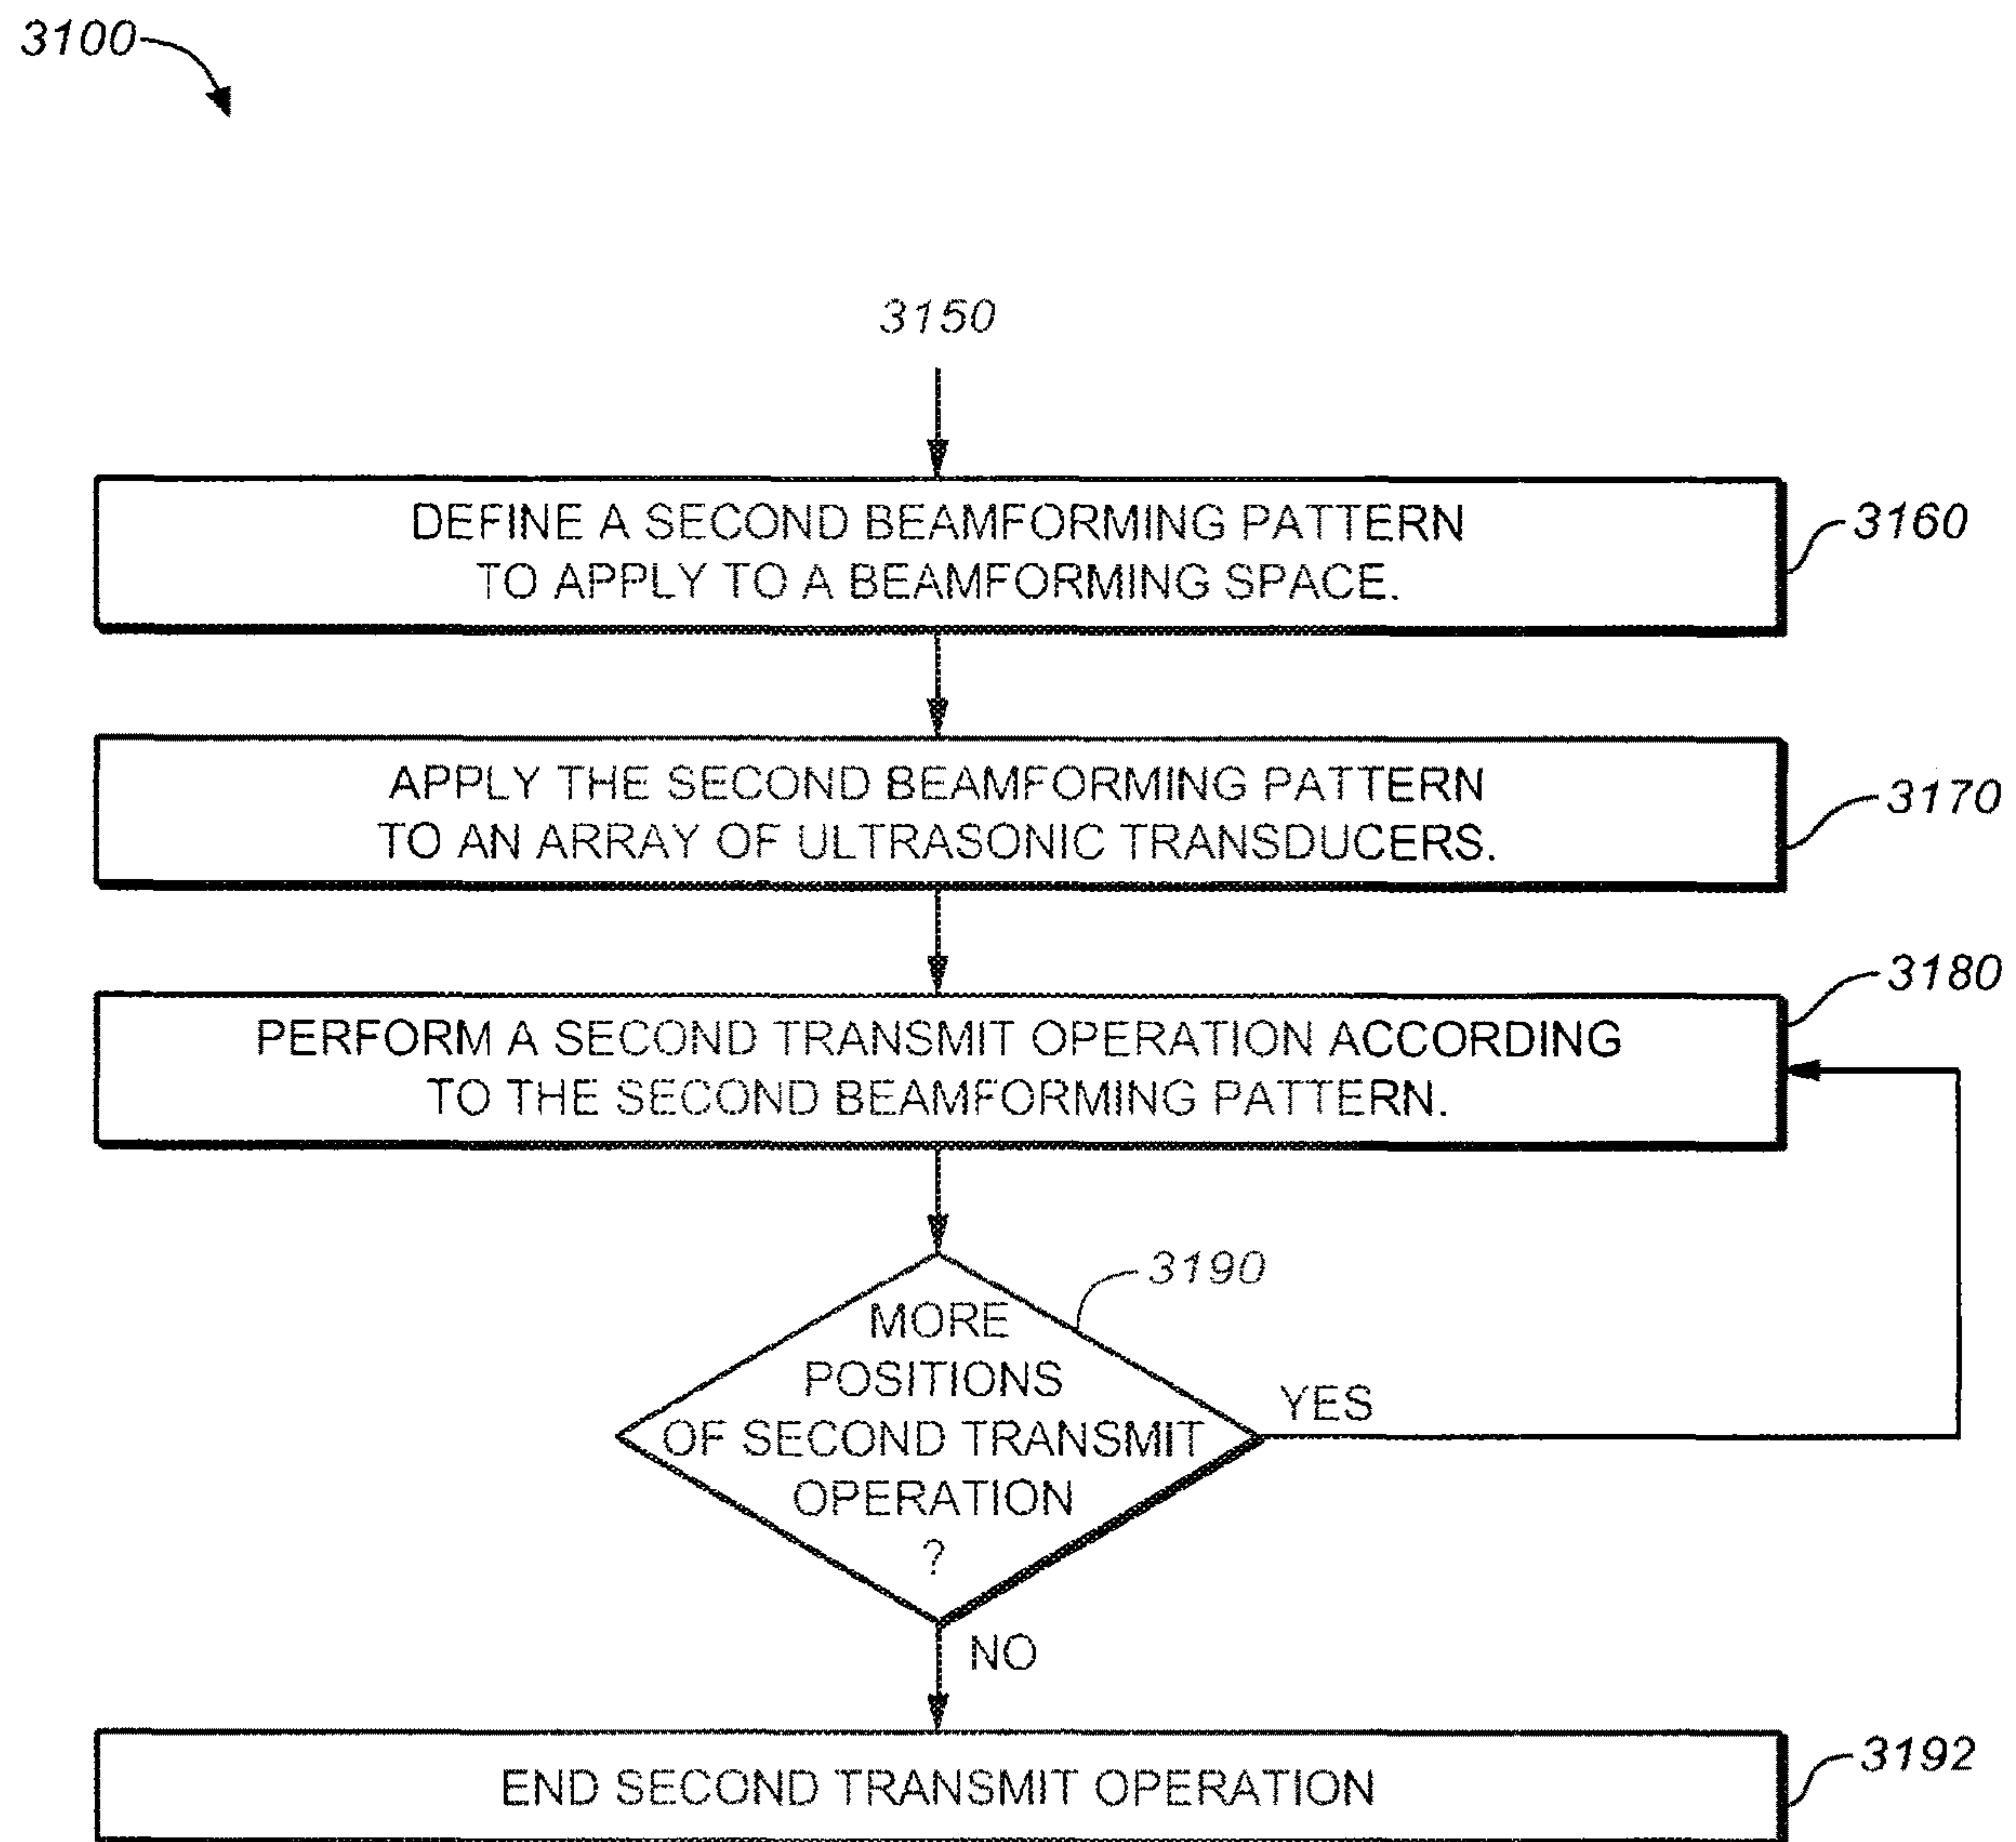 3100
3150
DEFINE A SECOND BEAMFORMING PATTERN
TO APPLY TO A BEAMFORMING SPACE.
3160
APPLY THE SECOND BEAMFORMING PATTERN
TO AN ARRAY OF ULTRASONIC TRANSDUCERS.
3170
PERFORM A SECOND TRANSMIT OPERATION ACCORDING
TO THE SECOND BEAMFORMING PATTERN.
3180
3190
MORE
POSITIONS
OF SECOND TRANSMIT
OPERATION
?
YES
NO
END SECOND TRANSMIT OPERATION
3192